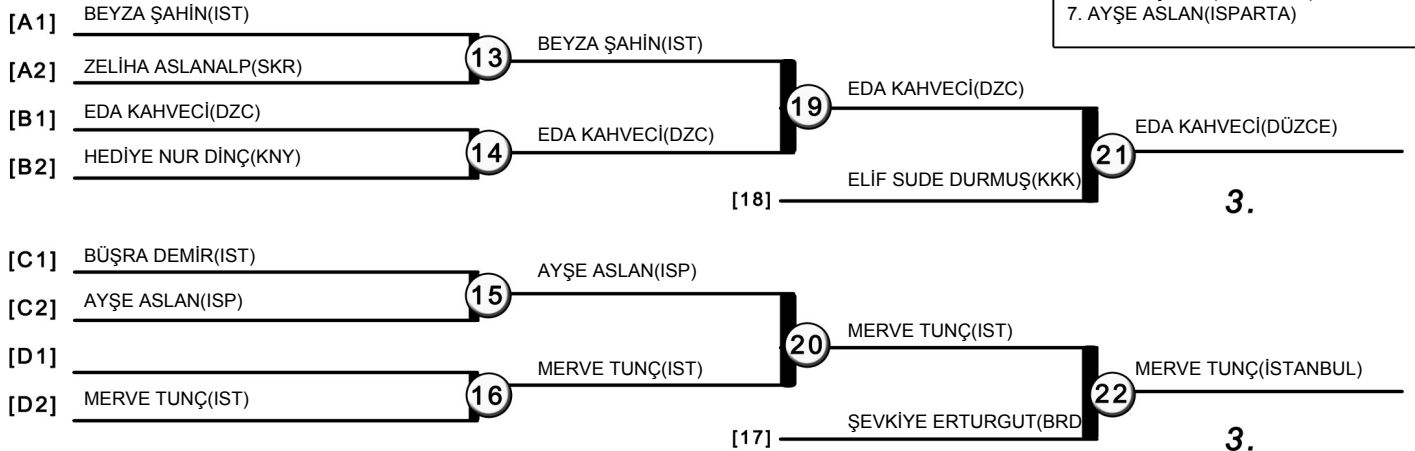 7. AYŞE ASLAN(ISPARTA)
[A1] BEYZA ŞAHİN(IST)
[A2] ZELİHA ASLANALP(SKR)
13
BEYZA ŞAHİN(IST)
[B1] EDA KAHVECİ(DZC)
[B2] HEDİYE NUR DİNÇ(KNY)
14
EDA KAHVECİ(DZC)
19
EDA KAHVECİ(DZC)
[18] ELİF SUDE DURMUŞ(KKK)
21
EDA KAHVECİ(DÜZCE)
3.
[C1] BÜŞRA DEMİR(IST)
[C2] AYŞE ASLAN(ISP)
15
AYŞE ASLAN(ISP)
[D1]
[D2] MERVE TUNÇ(IST)
16
MERVE TUNÇ(IST)
20
MERVE TUNÇ(IST)
[17] ŞEVKİYE ERTURGUT(BRD
22
MERVE TUNÇ(İSTANBUL)
3.